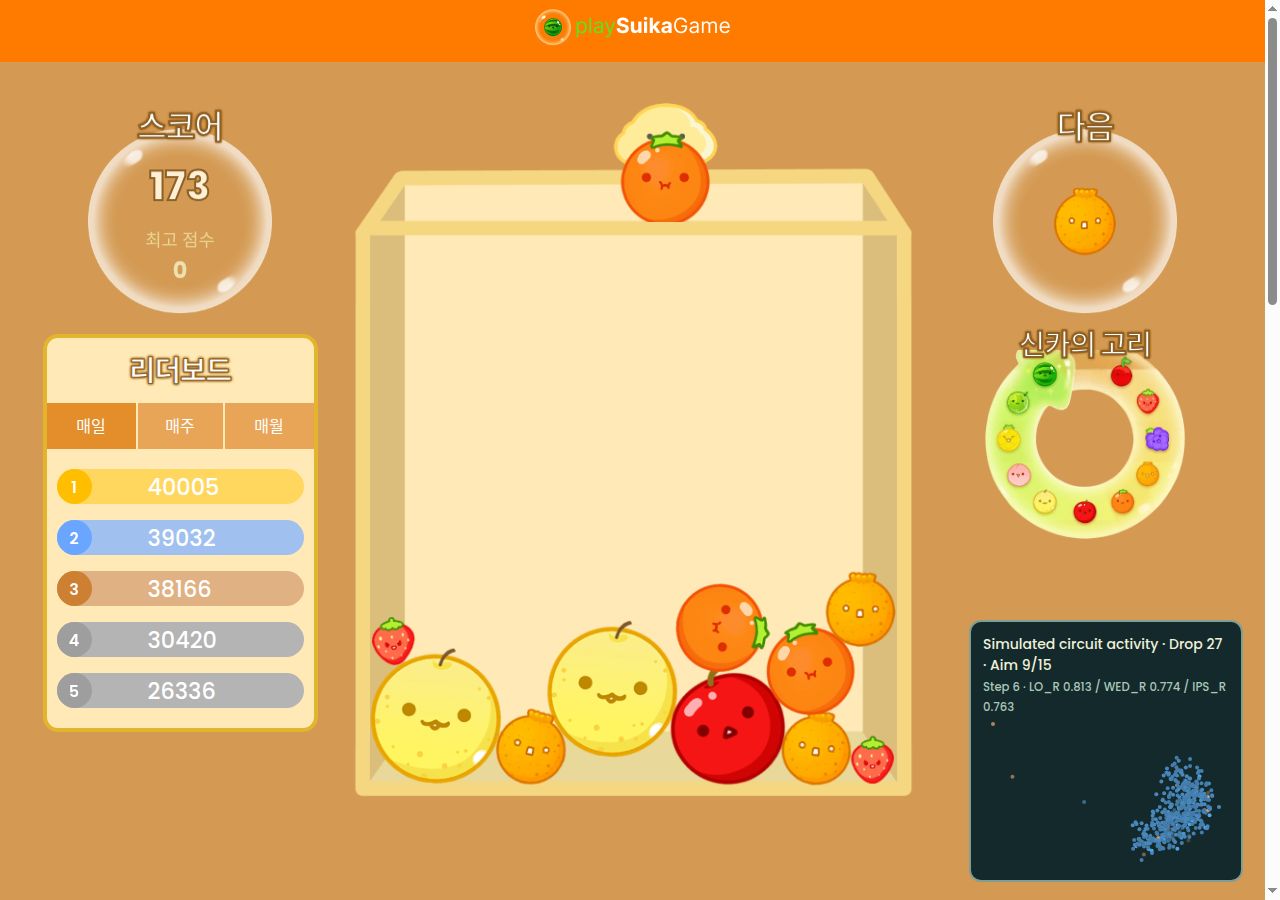 playSuikaGame
스코어
173
최고 점수
0
다음
신카의 고리
리더보드
매일 매주 매월
1 40005
2 39032
3 38166
4 30420
5 26336
Simulated circuit activity · Drop 27
· Aim 9/15
Step 6 · LO_R 0.813 / WED_R 0.774 / IPS_R
0.763